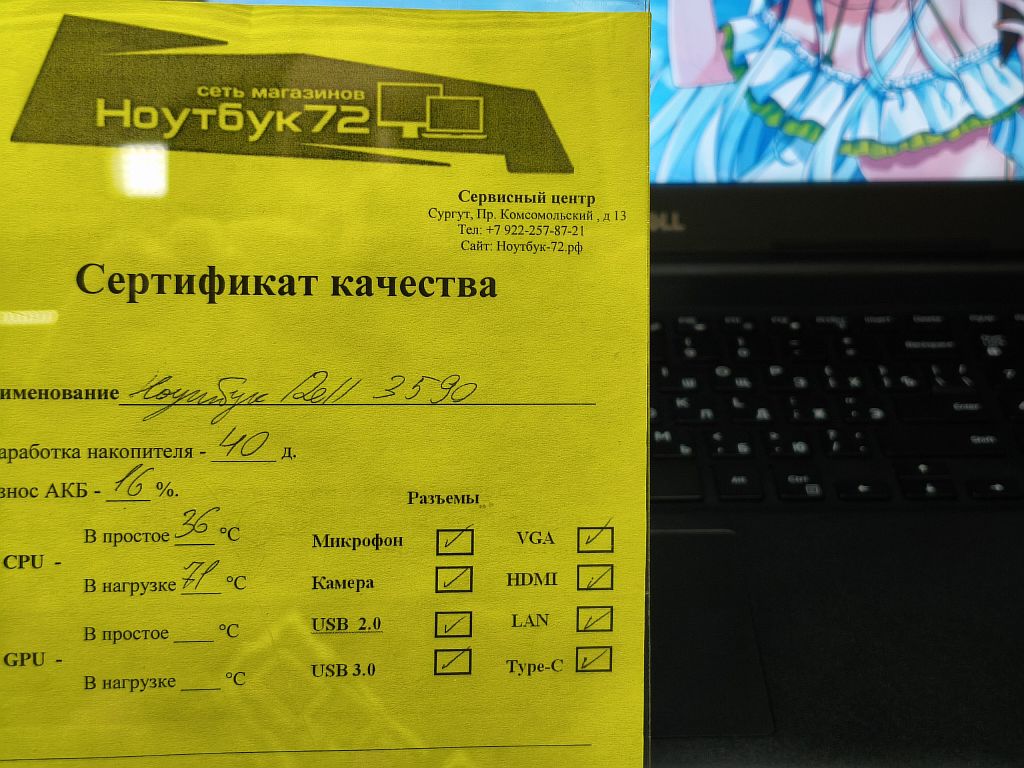 сеть магазинов
Ноутбук72
Сервисный центр
Сургут, Пр. Комсомольский , д 13
Тел: +7 922-257-87-21
Сайт: Ноутбук-72.рф
Сертификат качества
именование Ноутбук Dell 3590
аработка накопителя - 40 д.
знос АКБ - 16 %.
Разъемы
CPU -
В простое 36 °C
В нагрузке 71 °C
GPU -
В простое ____ °C
В нагрузке ____ °C
Микрофон ✓ VGA ✓
Камера ✓ HDMI ✓
USB 2.0 ✓ LAN ✓
USB 3.0 ✓ Type-C ✓
DELL